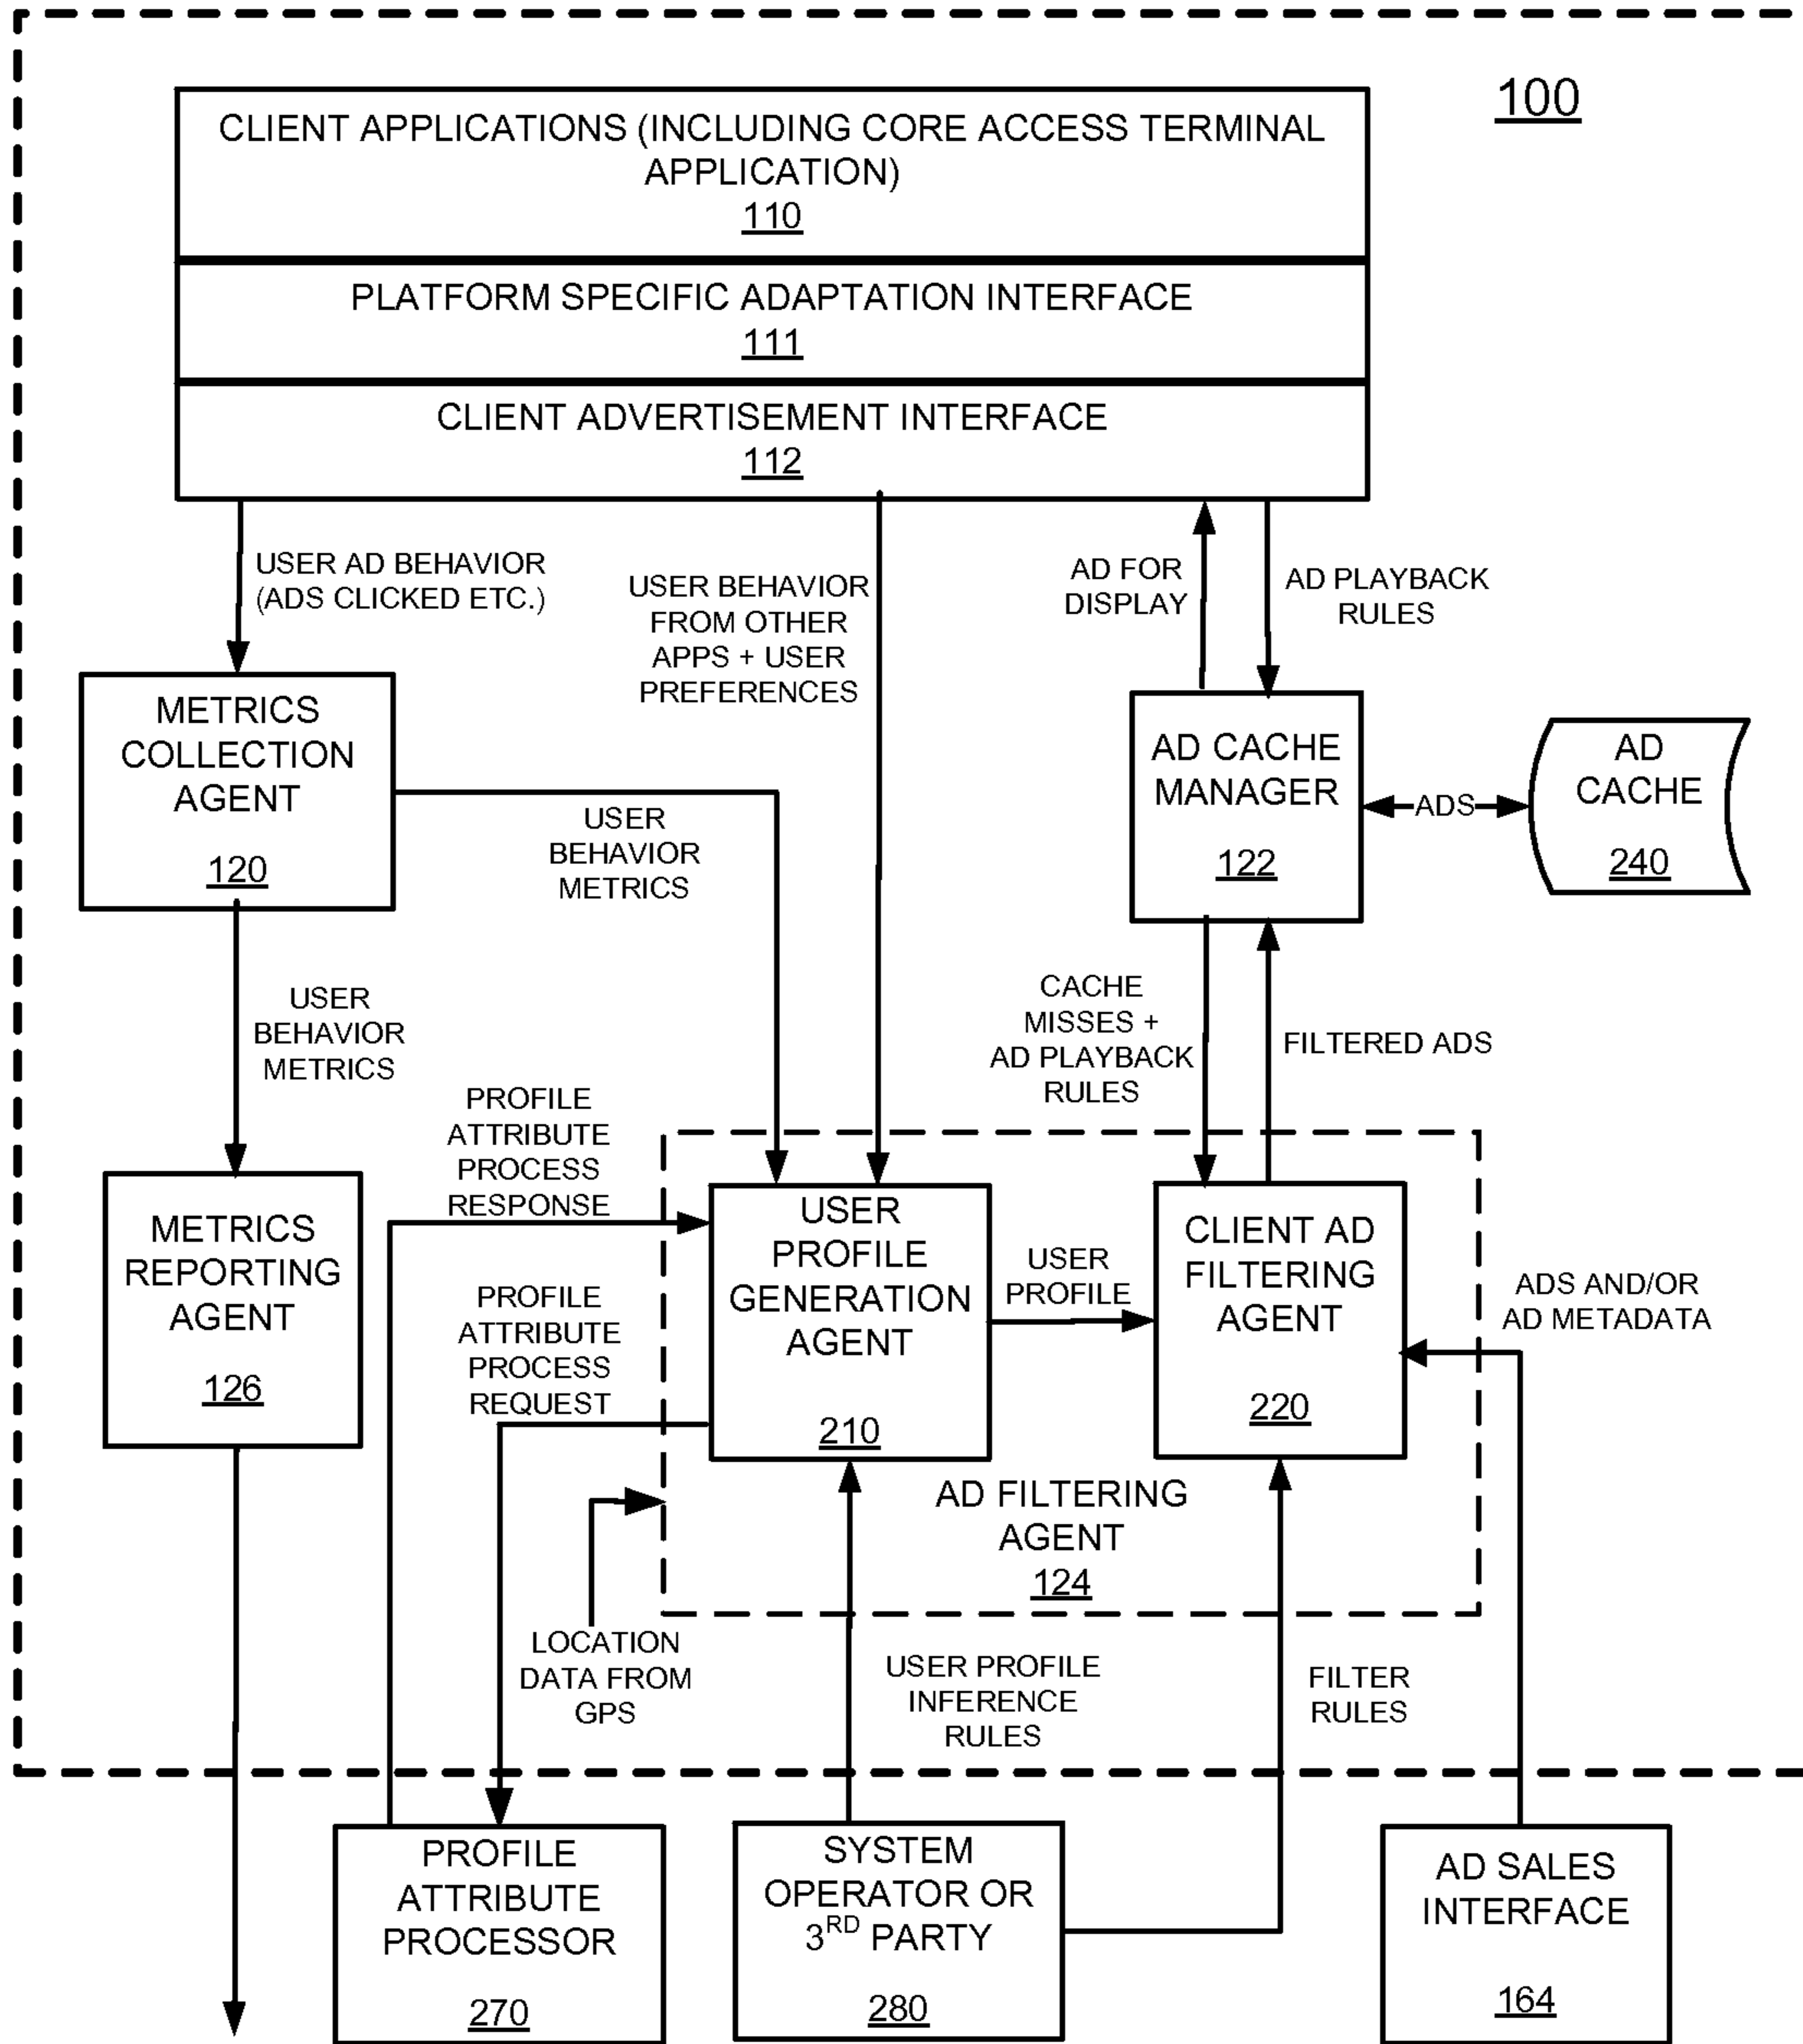 100
CLIENT APPLICATIONS (INCLUDING CORE ACCESS TERMINAL
APPLICATION)
110
PLATFORM SPECIFIC ADAPTATION INTERFACE
111
CLIENT ADVERTISEMENT INTERFACE
112
USER AD BEHAVIOR
(ADS CLICKED ETC.)
USER BEHAVIOR
FROM OTHER
APPS + USER
PREFERENCES
AD FOR
DISPLAY
AD PLAYBACK
RULES
METRICS
COLLECTION
AGENT
120
USER
BEHAVIOR
METRICS
AD CACHE
MANAGER
122
ADS
AD
CACHE
240
USER
BEHAVIOR
METRICS
CACHE
MISSES +
AD PLAYBACK
RULES
FILTERED ADS
PROFILE
ATTRIBUTE
PROCESS
RESPONSE
METRICS
REPORTING
AGENT
126
PROFILE
ATTRIBUTE
PROCESS
REQUEST
USER
PROFILE
GENERATION
AGENT
210
USER
PROFILE
CLIENT AD
FILTERING
AGENT
220
ADS AND/OR
AD METADATA
AD FILTERING
AGENT
124
LOCATION
DATA FROM
GPS
USER PROFILE
INFERENCE
RULES
FILTER
RULES
PROFILE
ATTRIBUTE
PROCESSOR
270
SYSTEM
OPERATOR OR
3RD PARTY
280
AD SALES
INTERFACE
164